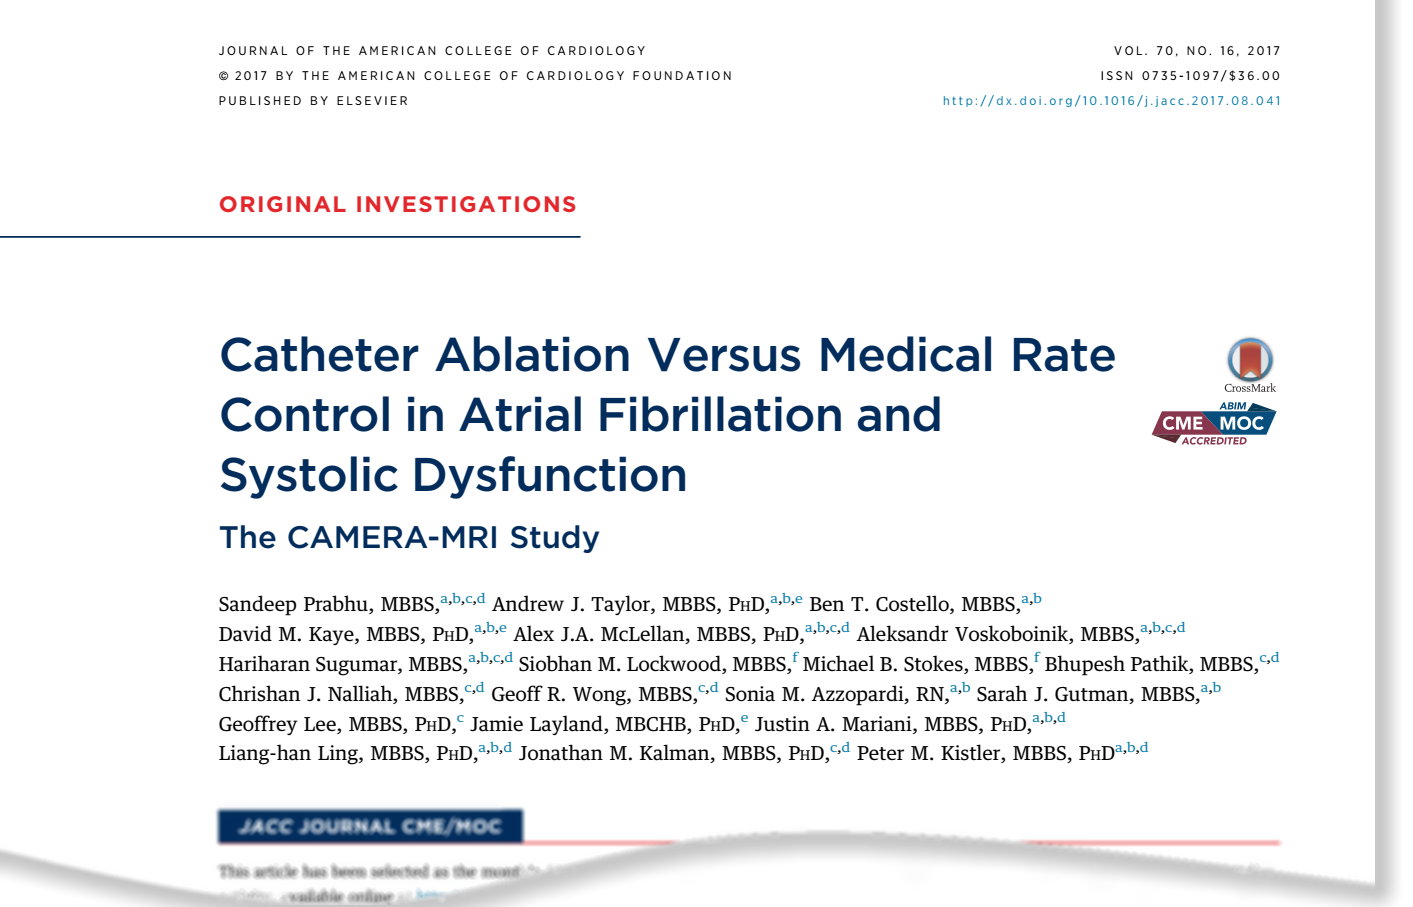 JOURNAL OF THE AMERICAN COLLEGE OF CARDIOLOGY
VOL. 70, NO. 16, 2017
© 2017 BY THE AMERICAN COLLEGE OF CARDIOLOGY FOUNDATION
ISSN 0735-1097/$36.00
PUBLISHED BY ELSEVIER
http://dx.doi.org/10.1016/j.jacc.2017.08.041
ORIGINAL INVESTIGATIONS
Catheter Ablation Versus Medical Rate
Control in Atrial Fibrillation and
Systolic Dysfunction
CrossMark
ABIM
CME MOC
ACCREDITED
The CAMERA-MRI Study
Sandeep Prabhu, MBBS,a,b,c,d Andrew J. Taylor, MBBS, PHD,a,b,e Ben T. Costello, MBBS,a,b
David M. Kaye, MBBS, PHD,a,b,e Alex J.A. McLellan, MBBS, PHD,a,b,c,d Aleksandr Voskoboinik, MBBS,a,b,c,d
Hariharan Sugumar, MBBS,a,b,c,d Siobhan M. Lockwood, MBBS,f Michael B. Stokes, MBBS,f Bhupesh Pathik, MBBS,c,d
Chrishan J. Nalliah, MBBS,c,d Geoff R. Wong, MBBS,c,d Sonia M. Azzopardi, RN,a,b Sarah J. Gutman, MBBS,a,b
Geoffrey Lee, MBBS, PHD,c Jamie Layland, MBCHB, PHD,e Justin A. Mariani, MBBS, PHD,a,b,d
Liang-han Ling, MBBS, PHD,a,b,d Jonathan M. Kalman, MBBS, PHD,c,d Peter M. Kistler, MBBS, PHDa,b,d
JACC JOURNAL CME/MOC
This article has been selected as the
available online